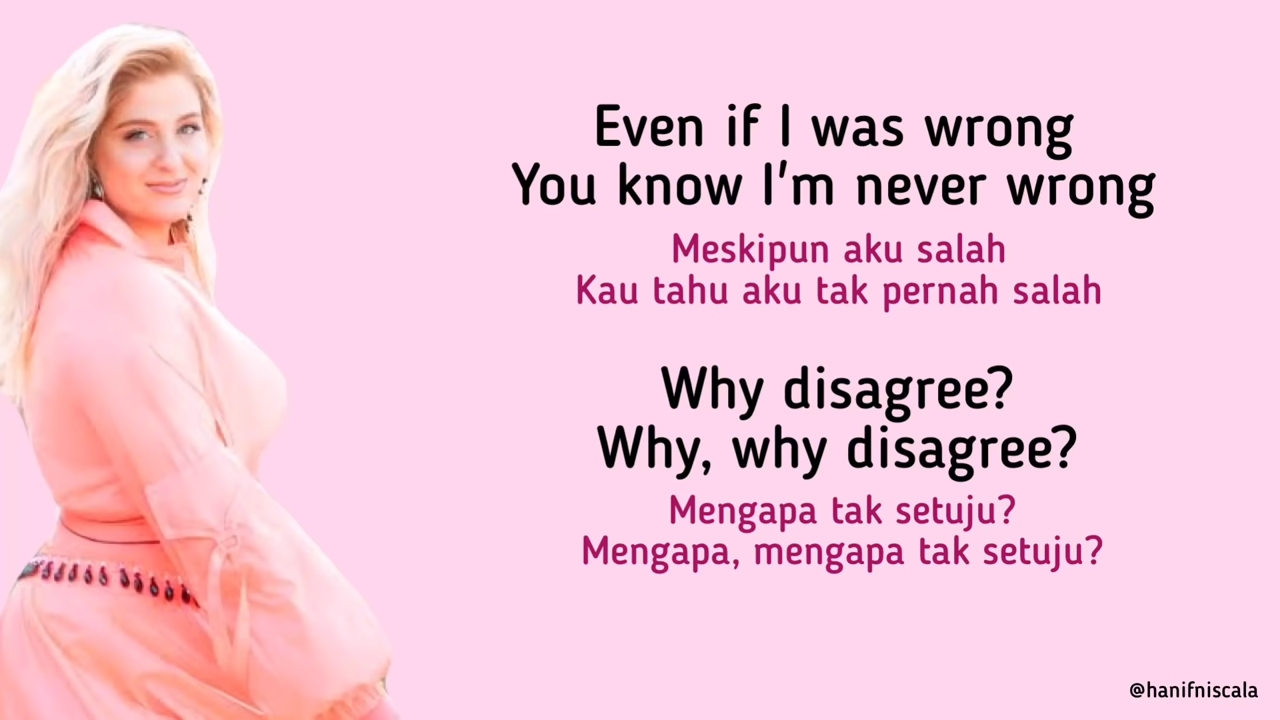 Even if I was wrong
You know I'm never wrong
Meskipun aku salah
Kau tahu aku tak pernah salah
Why disagree?
Why, why disagree?
Mengapa tak setuju?
Mengapa, mengapa tak setuju?
@hanifniscala